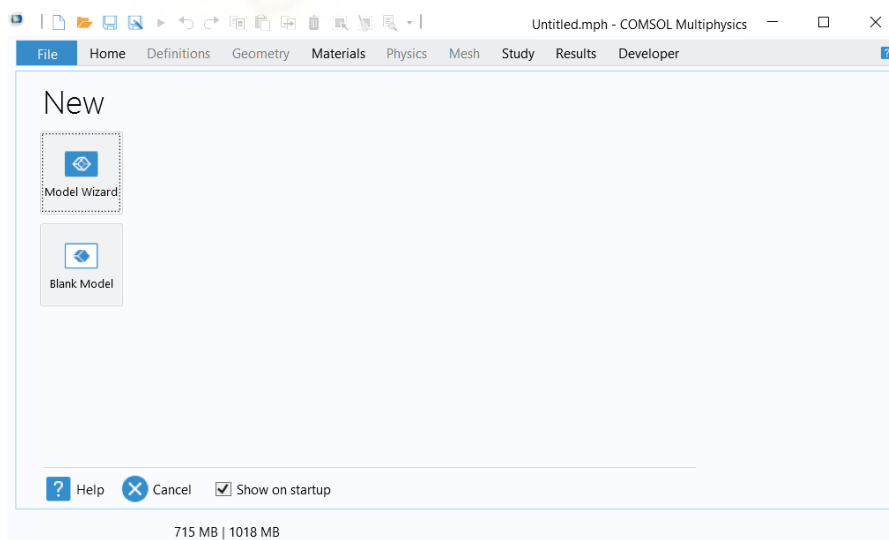 Untitled.mph - COMSOL Multiphysics
File Home Definitions Geometry Materials Physics Mesh Study Results Developer ?
New
Model Wizard
Blank Model
? Help Cancel Show on startup
715 MB | 1018 MB